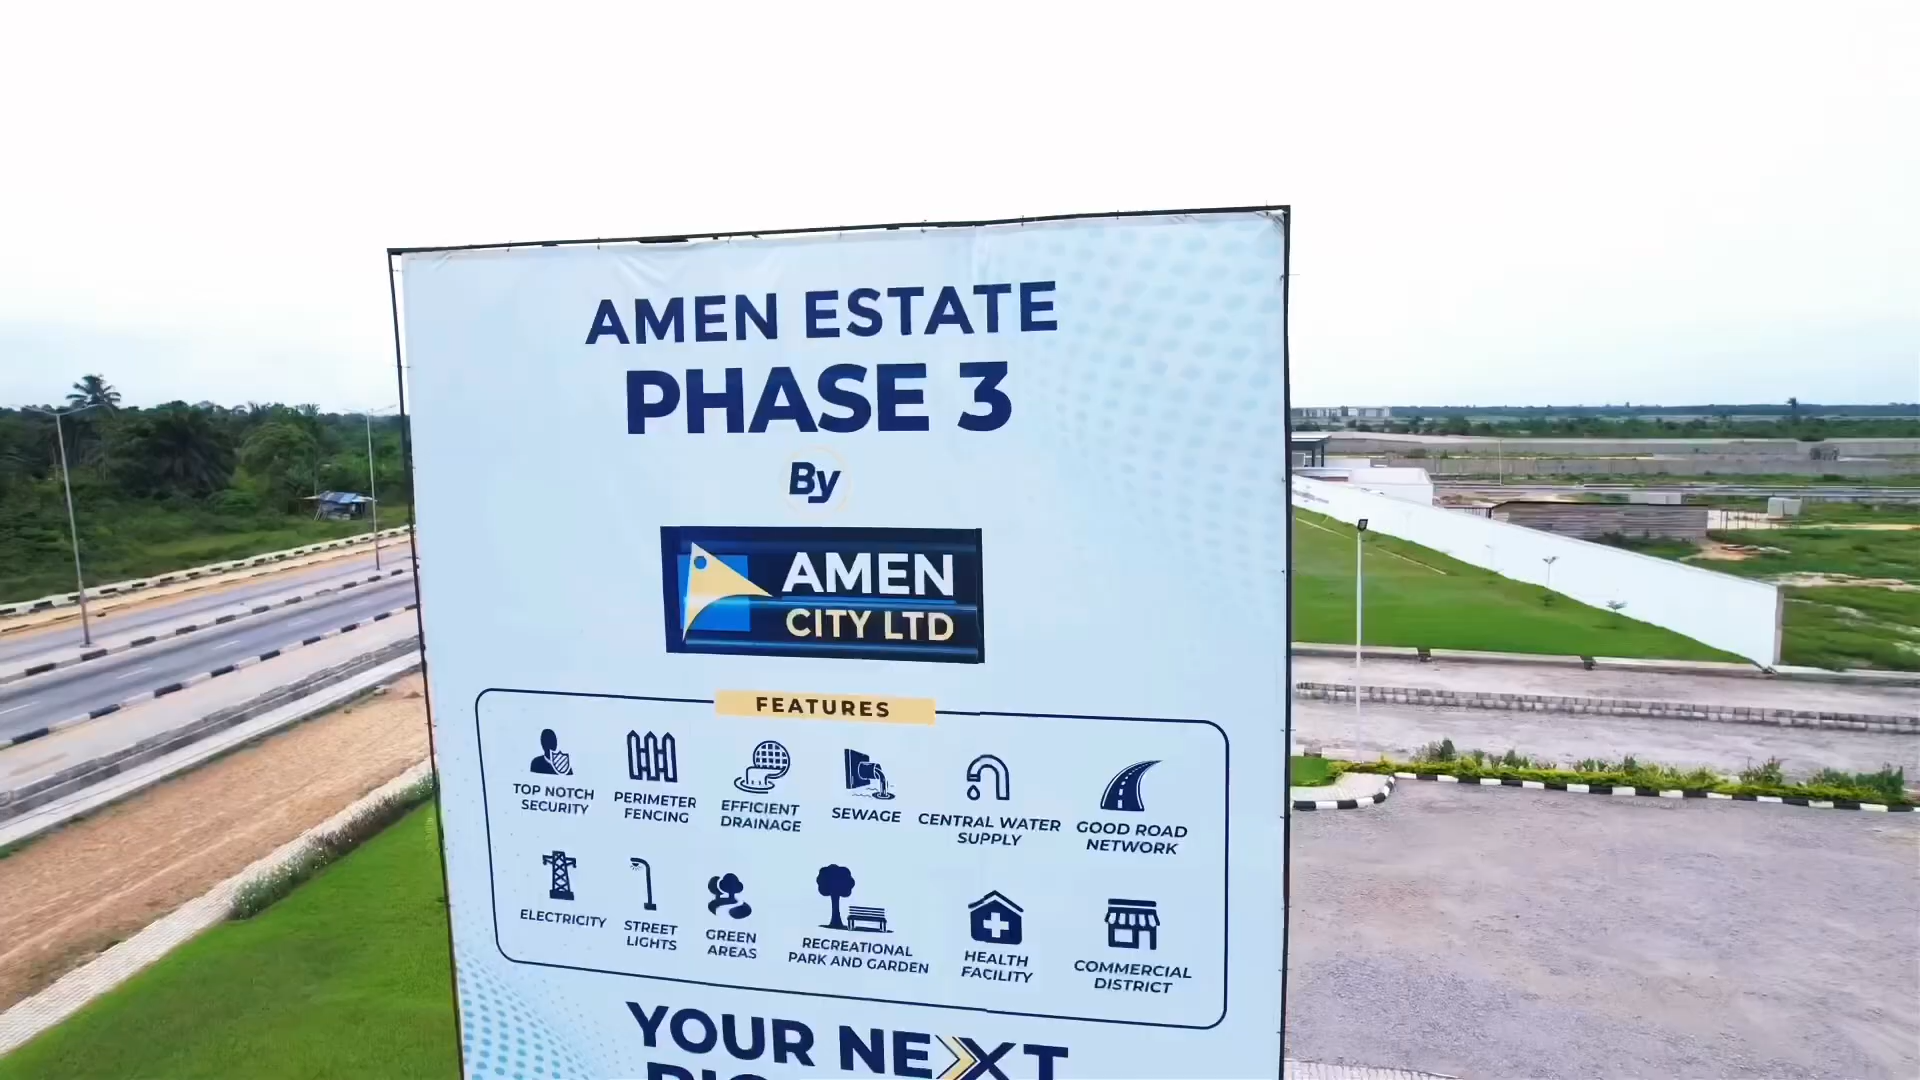 AMEN ESTATE
PHASE 3
By
AMEN
CITY LTD
FEATURES
TOP NOTCH
SECURITY
PERIMETER
FENCING
EFFICIENT
DRAINAGE
SEWAGE
CENTRAL WATER
SUPPLY
GOOD ROAD
NETWORK
ELECTRICITY
STREET
LIGHTS
GREEN
AREAS
RECREATIONAL
PARK AND GARDEN
HEALTH
FACILITY
COMMERCIAL
DISTRICT
YOUR NEXT